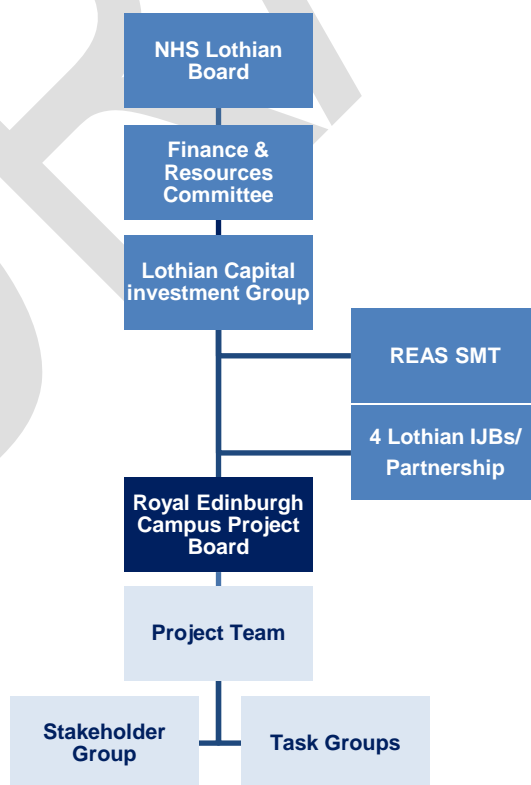 NHS Lothian
Board
Finance &
Resources
Committee
Lothian Capital
investment Group
REAS SMT
4 Lothian IJBs/
Partnership
Royal Edinburgh
Campus Project
Board
Project Team
Stakeholder
Group
Task Groups